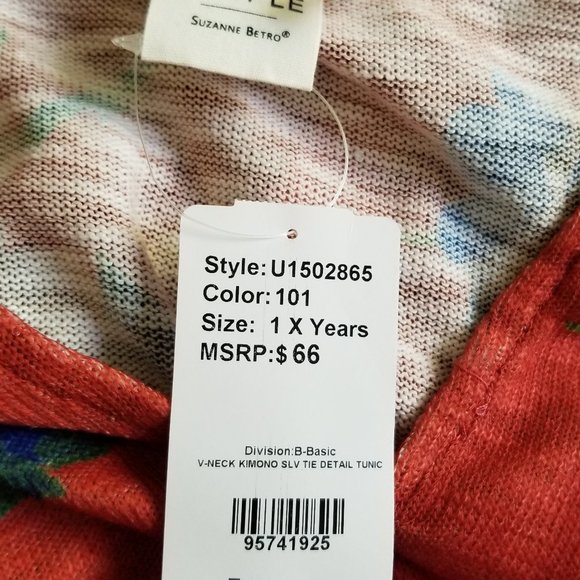 SUZANNE BETRO®
Style: U1502865
Color: 101
Size: 1 X Years
MSRP:$ 66
Division:B-Basic
V-NECK KIMONO SLV TIE DETAIL TUNIC
95741925